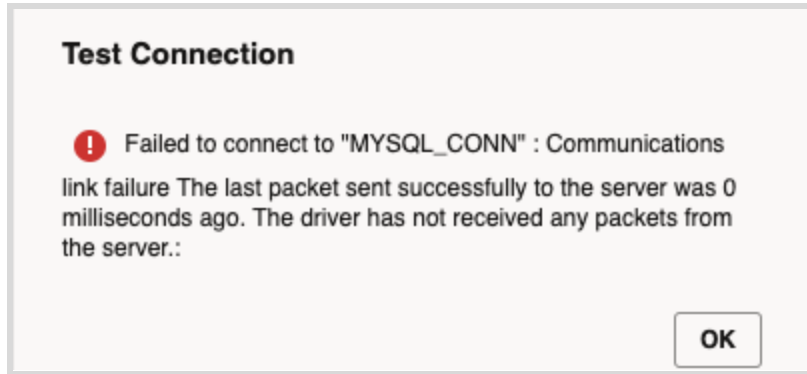 Test Connection
! Failed to connect to "MYSQL_CONN" : Communications
link failure The last packet sent successfully to the server was 0
milliseconds ago. The driver has not received any packets from
the server.:
OK